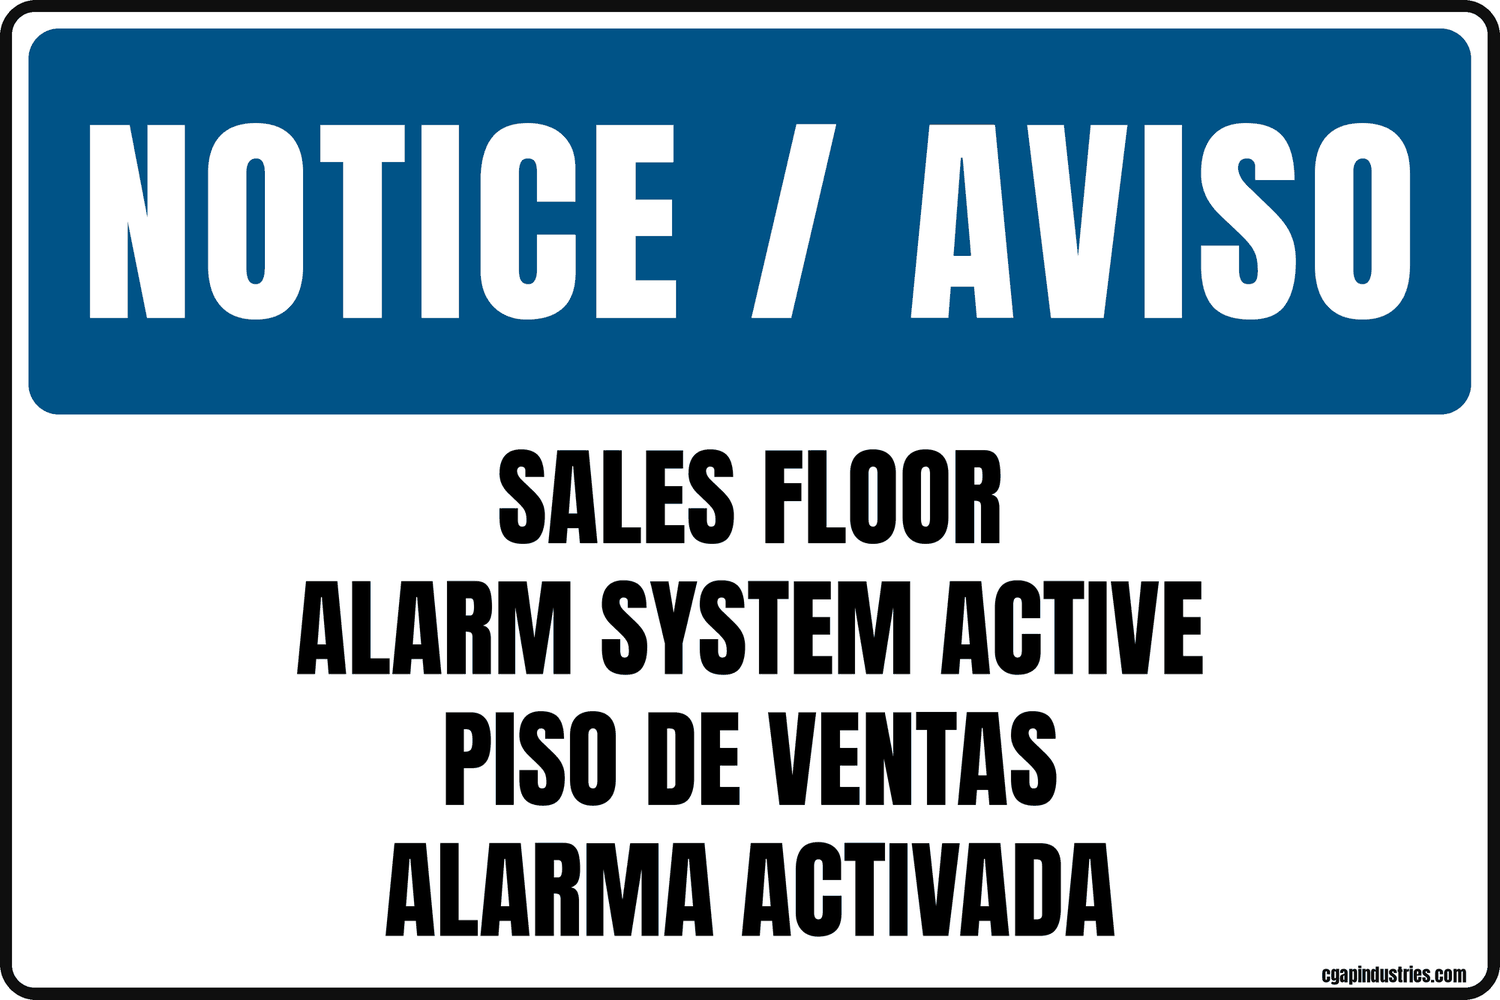 NOTICE / AVISO
SALES FLOOR
ALARM SYSTEM ACTIVE
PISO DE VENTAS
ALARMA ACTIVADA
cgapindustries.com